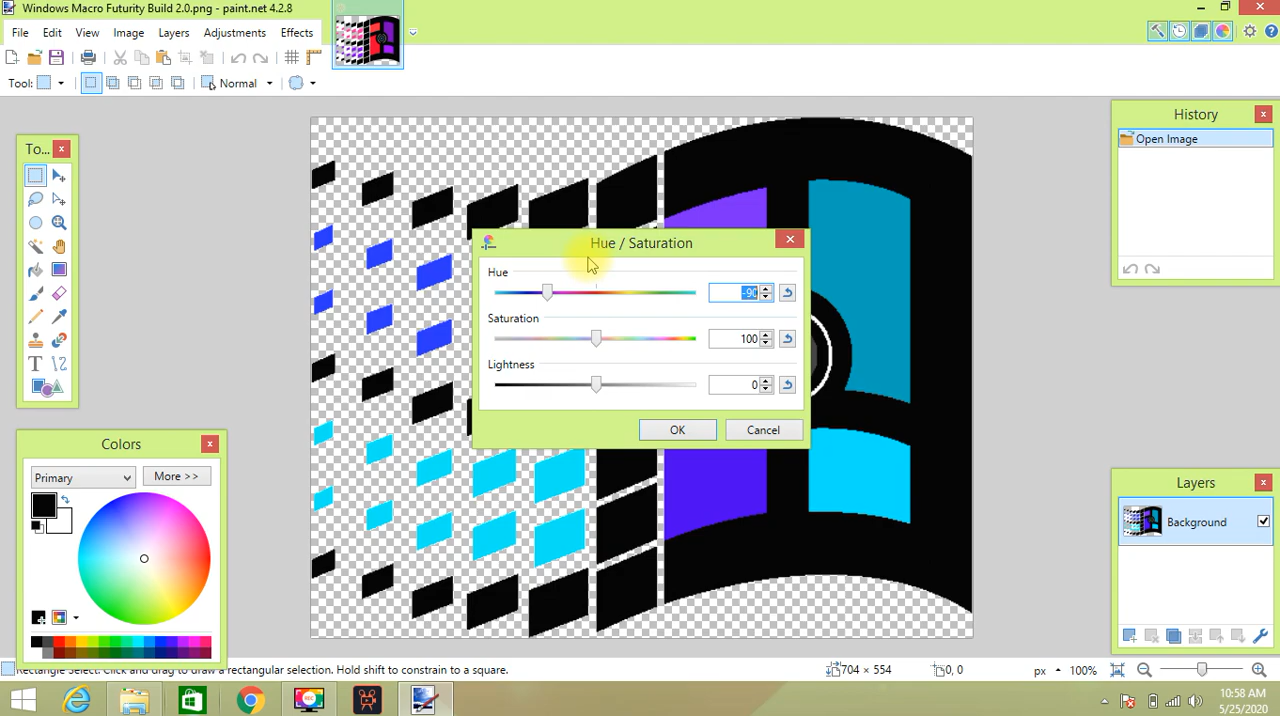 Windows Macro Futurity Build 2.0.png - paint.net 4.2.8
File Edit View Image Layers Adjustments Effects
Tool: Normal
To...
History
Open Image
Hue / Saturation
Hue
-90
Saturation
100
Lightness
0
OK Cancel
Colors
Primary More >>
Layers
Background
Rectangle Select: Click and drag to draw a rectangular selection. Hold shift to constrain to a square.
704 × 554 0, 0 px 100%
REC
10:58 AM
5/25/2020